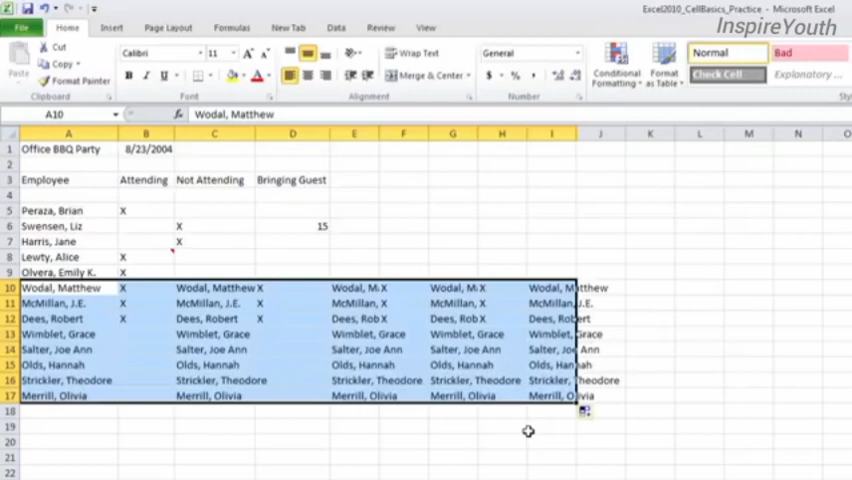 Excel2010_CellBasics_Practice - Microsoft Excel
InspireYouth
File Home Insert Page Layout Formulas New Tab Data Review View
Cut
Copy
Paste
Format Painter
Clipboard
Calibri 11
B I U
Font
Wrap Text
Merge & Center
Alignment
General
$ % ,
Number
Conditional Formatting
Format as Table
Normal Bad
Check Cell Explanatory ...
A10 fx Wodal, Matthew
A B C D E F G H I J K L M N O
1 Office BBQ Party 8/23/2004
2
3 Employee Attending Not Attending Bringing Guest
4
5 Peraza, Brian X
6 Swensen, Liz X 15
7 Harris, Jane X
8 Lewty, Alice X
9 Olvera, Emily K. X
10 Wodal, Matthew X Wodal, Matthew X Wodal, M X Wodal, M X Wodal, Matthew
11 McMillan, J.E. X McMillan, J.E. X McMillan, X McMillan, X McMillan, J.E.
12 Dees, Robert X Dees, Robert X Dees, Rob X Dees, Rob X Dees, Robert
13 Wimblet, Grace Wimblet, Grace Wimblet, Grace Wimblet, Grace Wimblet, Grace
14 Salter, Joe Ann Salter, Joe Ann Salter, Joe Ann Salter, Joe Ann Salter, Joe Ann
15 Olds, Hannah Olds, Hannah Olds, Hannah Olds, Hannah Olds, Hannah
16 Strickler, Theodore Strickler, Theodore Strickler, Theodore Strickler, Theodore Strickler, Theodore
17 Merrill, Olivia Merrill, Olivia Merrill, Olivia Merrill, Olivia Merrill, Olivia
18
19
20
21
22